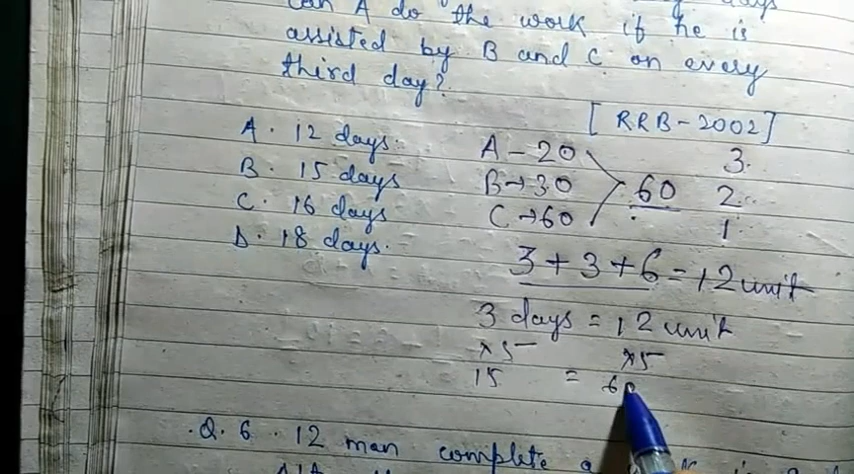 can A do the work if he is
assisted by B and C on every
third day?
[RRB-2002]
A. 12 days.
B. 15 days
C. 16 days
D. 18 days.
A - 20
B→30
C→60
60
3.
2.
1
3+3+6=12unit
3 days = 12 unit
×5 ×5
15 = 60
.Q.6. 12 man complete a